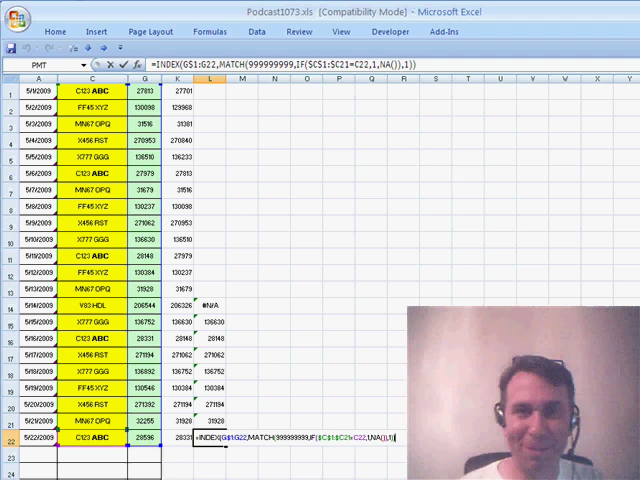 Podcast1073.xls [Compatibility Mode] - Microsoft Excel
Home Insert Page Layout Formulas Data Review View Developer Add-Ins
PMT =INDEX(G$1:G22,MATCH(999999999,IF($C$1:$C21=C22,1,NA()),1))
A C G K L M N O P Q R S T U V W X Y
1 5/1/2009 C123 ABC 27813 27701
2 5/2/2009 FF45 XYZ 130098 129968
3 5/3/2009 MN67 OPQ 31516 31381
4 5/4/2009 X456 RST 270953 270840
5 5/5/2009 X777 GGG 136510 136233
6 5/6/2009 C123 ABC 27979 27813
7 5/7/2009 MN67 OPQ 31679 31516
8 5/8/2009 FF45 XYZ 130237 130098
9 5/9/2009 X456 RST 271062 270953
10 5/10/2009 X777 GGG 136630 136510
11 5/11/2009 C123 ABC 28148 27979
12 5/12/2009 FF45 XYZ 130384 130237
13 5/13/2009 MN67 OPQ 31928 31679
14 5/14/2009 V83 HDL 206544 206326 #N/A
15 5/15/2009 X777 GGG 136752 136630 136630
16 5/16/2009 C123 ABC 28331 28148 28148
17 5/17/2009 X456 RST 271194 271062 271062
18 5/18/2009 X777 GGG 136892 136752 136752
19 5/19/2009 FF45 XYZ 130546 130384 130384
20 5/20/2009 X456 RST 271392 271194 271194
21 5/21/2009 MN67 OPQ 32255 31928 31928
22 5/22/2009 C123 ABC 28596 28331 =INDEX(G$1:G22,MATCH(999999999,IF($C$1:$C21=C22,1,NA()),1))
23
24